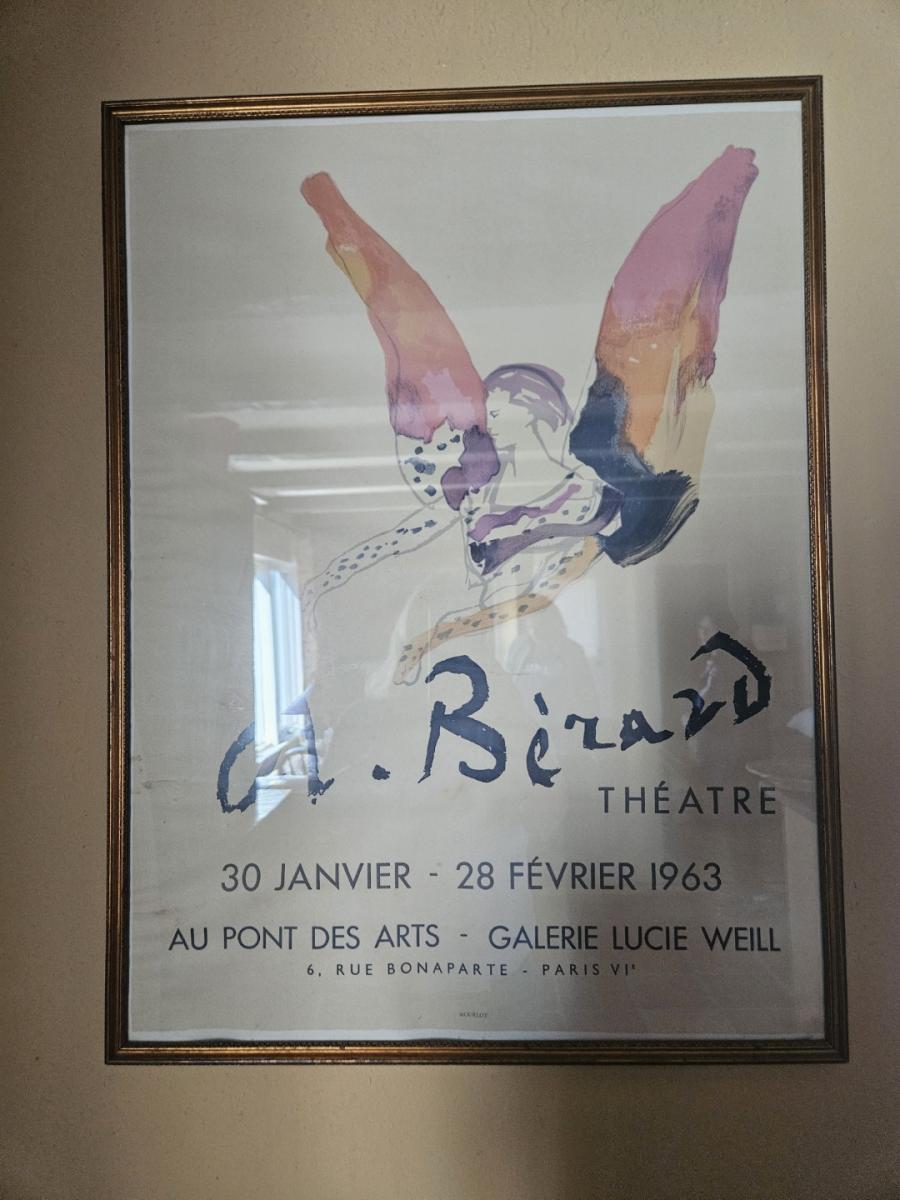 A. Bérard
THÉATRE
30 JANVIER - 28 FÉVRIER 1963
AU PONT DES ARTS - GALERIE LUCIE WEILL
6, RUE BONAPARTE - PARIS VIᵉ
MOURLOT